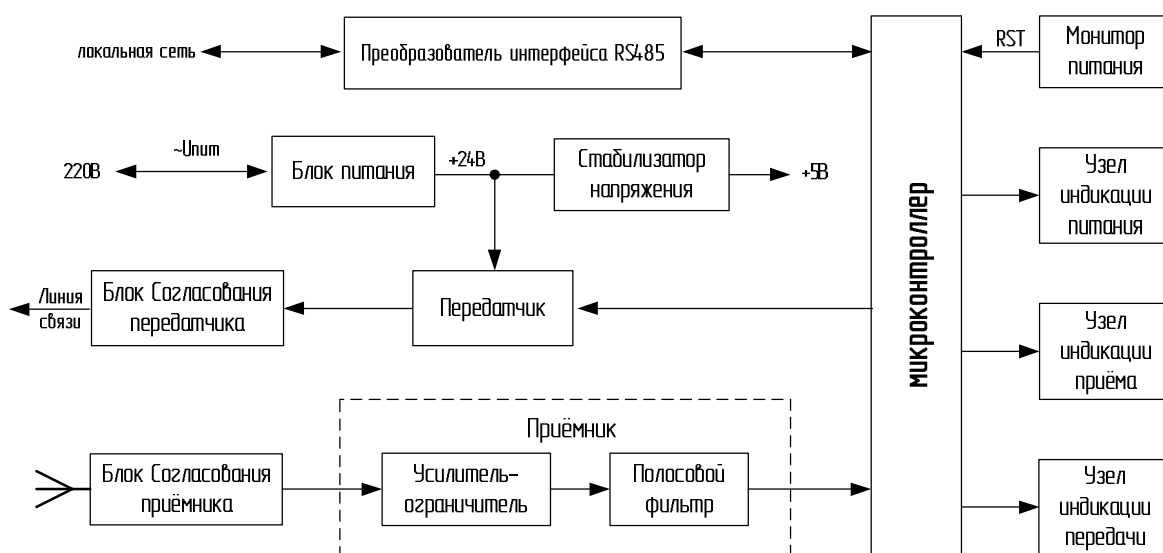 локальная сеть
Преобразователь интерфейса RS485
RST
Монитор
питания
220В
~Uпит
Блок питания
+24В
Стабилизатор
напряжения
+5В
микроконтроллер
Узел
индикации
питания
Линия
связи
Блок Согласования
передатчика
Передатчик
Узел
индикации
приёма
Приёмник
Блок Согласования
приёмника
Усилитель-
ограничитель
Полосовой
фильтр
Узел
индикации
передачи